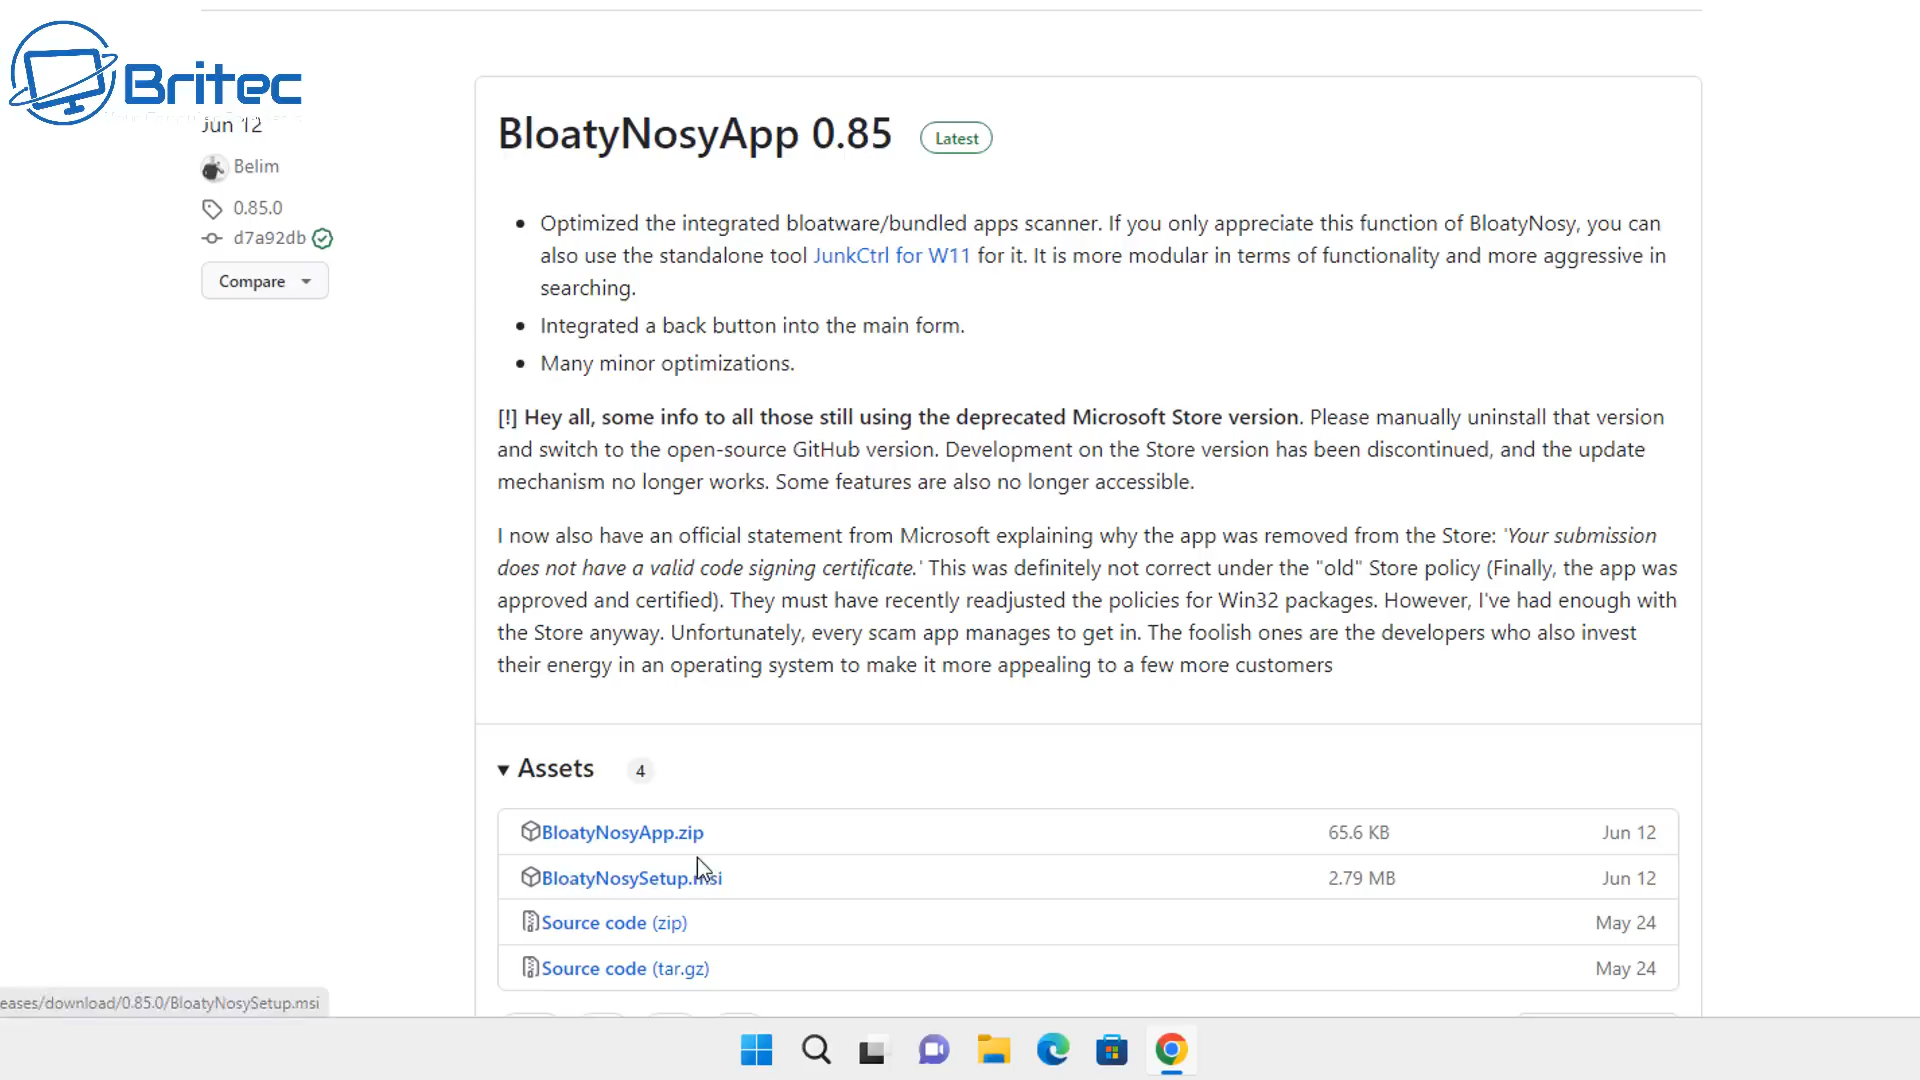 Britec
Jun 12
Belim
0.85.0
d7a92db
Compare
BloatyNosyApp 0.85
Latest
Optimized the integrated bloatware/bundled apps scanner. If you only appreciate this function of BloatyNosy, you can
also use the standalone tool JunkCtrl for W11 for it. It is more modular in terms of functionality and more aggressive in
searching.
Integrated a back button into the main form.
Many minor optimizations.
[!] Hey all, some info to all those still using the deprecated Microsoft Store version. Please manually uninstall that version
and switch to the open-source GitHub version. Development on the Store version has been discontinued, and the update
mechanism no longer works. Some features are also no longer accessible.
I now also have an official statement from Microsoft explaining why the app was removed from the Store: 'Your submission
does not have a valid code signing certificate.' This was definitely not correct under the "old" Store policy (Finally, the app was
approved and certified). They must have recently readjusted the policies for Win32 packages. However, I've had enough with
the Store anyway. Unfortunately, every scam app manages to get in. The foolish ones are the developers who also invest
their energy in an operating system to make it more appealing to a few more customers
Assets 4
BloatyNosyApp.zip 65.6 KB Jun 12
BloatyNosySetup.msi 2.79 MB Jun 12
Source code (zip) May 24
Source code (tar.gz) May 24
eases/download/0.85.0/BloatyNosySetup.msi